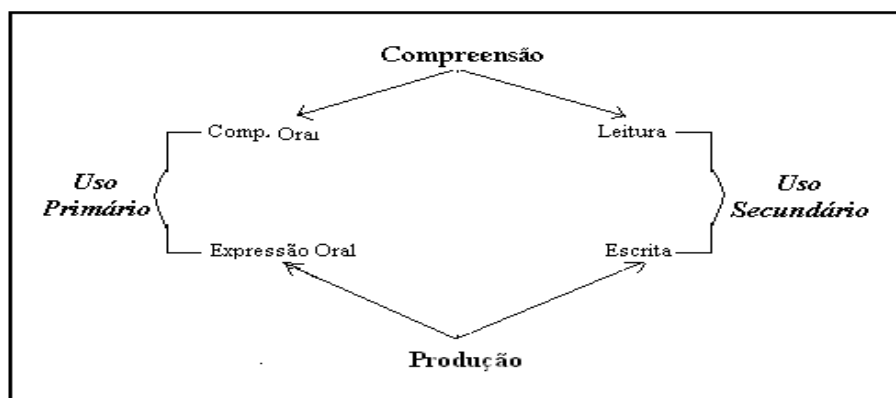 Compreensão
Comp. Oral
Leitura
Uso
Primário
Uso
Secundário
Expressão Oral
Escrita
Produção